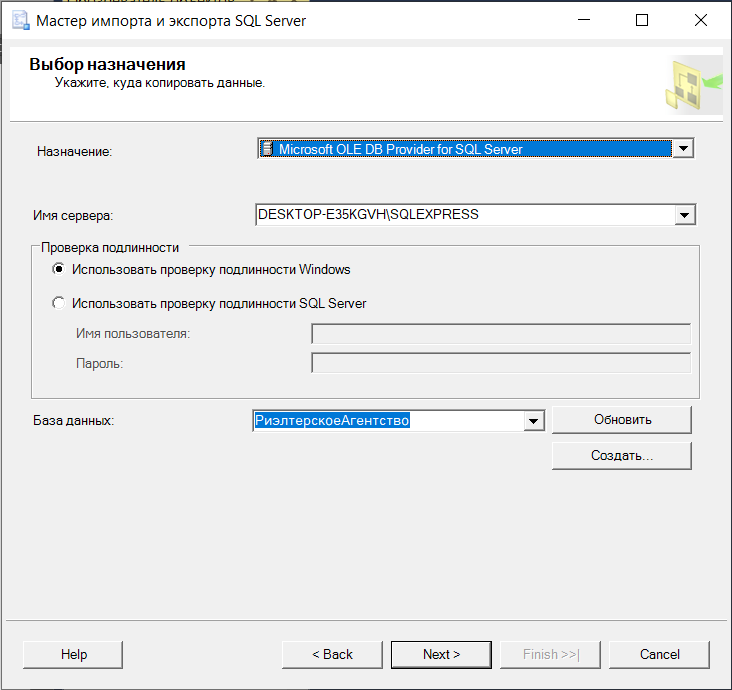 Мастер импорта и экспорта SQL Server
Выбор назначения
Укажите, куда копировать данные.
Назначение:
Microsoft OLE DB Provider for SQL Server
Имя сервера:
DESKTOP-E35KGVH\SQLEXPRESS
Проверка подлинности
Использовать проверку подлинности Windows
Использовать проверку подлинности SQL Server
Имя пользователя:
Пароль:
База данных:
РиэлтерскоеАгентство
Обновить
Создать...
Help
< Back
Next >
Finish >>|
Cancel